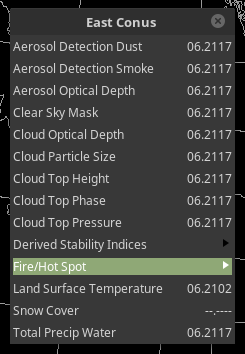 East Conus
Aerosol Detection Dust 06.2117
Aerosol Detection Smoke 06.2117
Aerosol Optical Depth 06.2117
Clear Sky Mask 06.2117
Cloud Optical Depth 06.2117
Cloud Particle Size 06.2117
Cloud Top Height 06.2117
Cloud Top Phase 06.2117
Cloud Top Pressure 06.2117
Derived Stability Indices
Fire/Hot Spot
Land Surface Temperature 06.2102
Snow Cover --.----
Total Precip Water 06.2117